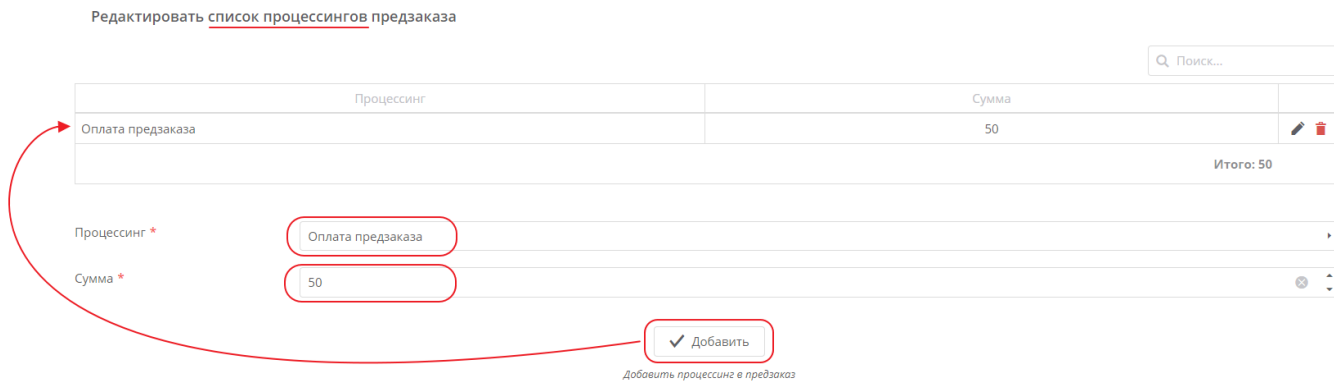 Редактировать список процессингов предзаказа
Поиск...
Процессинг Сумма
Оплата предзаказа 50
Итого: 50
Процессинг * Оплата предзаказа
Сумма * 50
Добавить
Добавить процессинг в предзаказ